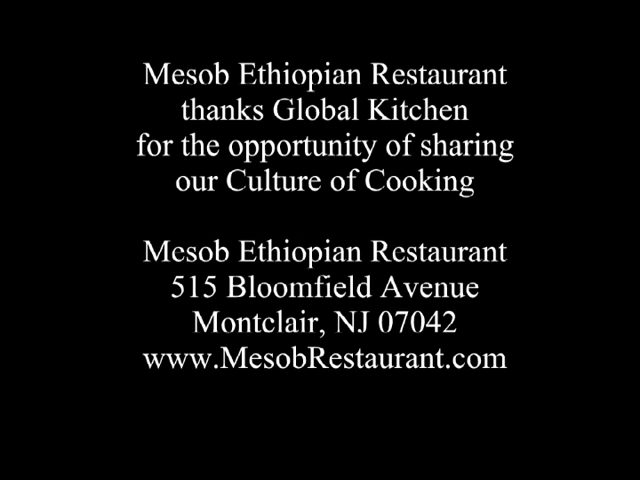 Mesob Ethiopian Restaurant
thanks Global Kitchen
for the opportunity of sharing
our Culture of Cooking
Mesob Ethiopian Restaurant
515 Bloomfield Avenue
Montclair, NJ 07042
www.MesobRestaurant.com